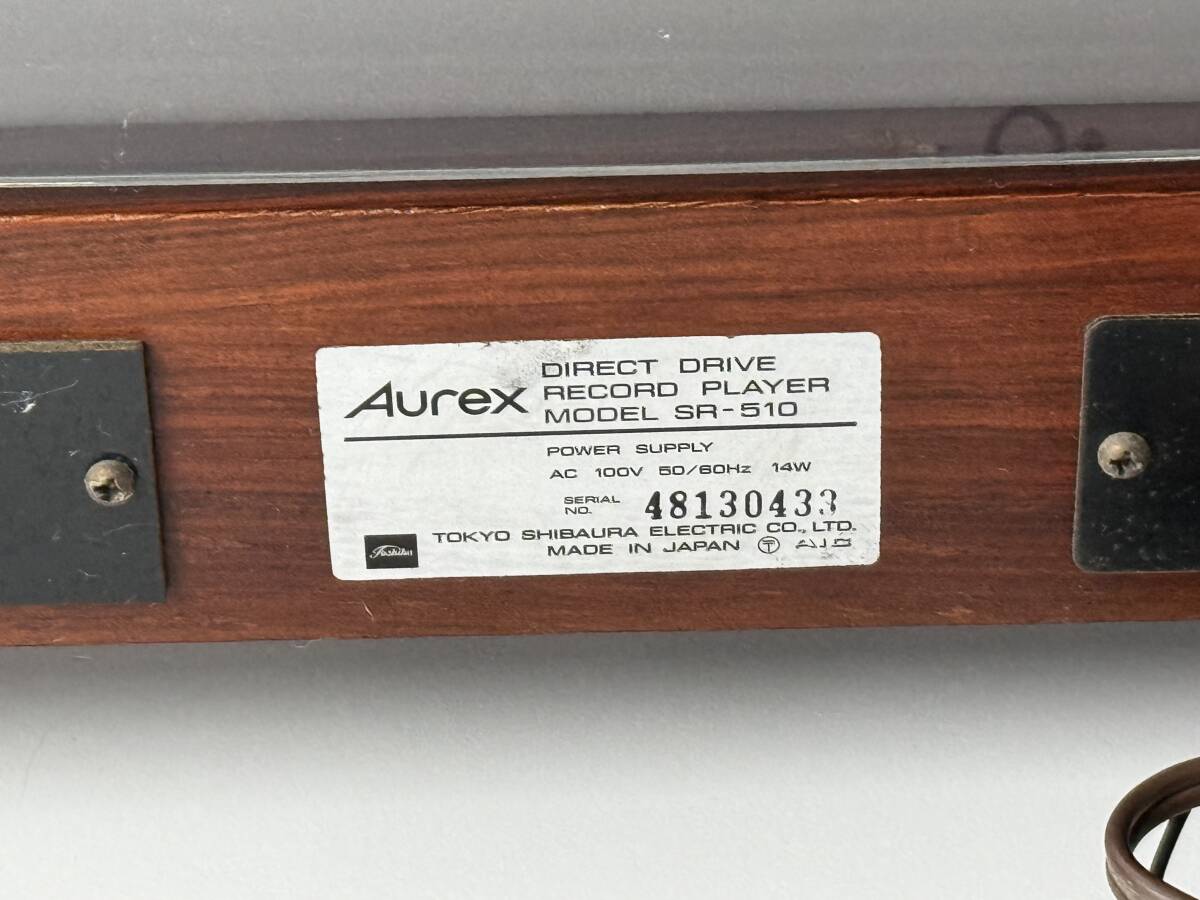 Aurex
DIRECT DRIVE
RECORD PLAYER
MODEL SR-510
POWER SUPPLY
AC 100V 50/60Hz 14W
SERIAL NO. 48130433
TOKYO SHIBAURA ELECTRIC CO., LTD.
Toshiba MADE IN JAPAN